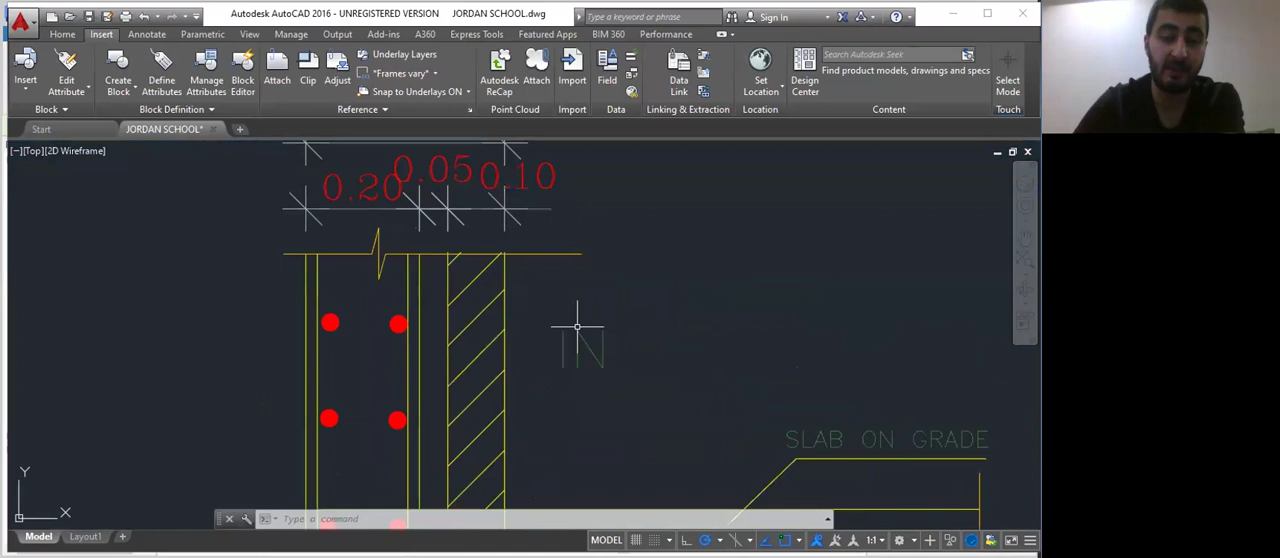 Autodesk AutoCAD 2016 - UNREGISTERED VERSION JORDAN SCHOOL.dwg
Type a keyword or phrase
Sign In
Home Insert Annotate Parametric View Manage Output Add-ins A360 Express Tools Featured Apps BIM 360 Performance
Insert
Edit Attribute
Create Block
Define Attributes
Manage Attributes
Block Editor
Attach
Clip
Adjust
Underlay Layers
*Frames vary*
Snap to Underlays ON
Autodesk ReCap
Attach
Import
Field
Data Link
Set Location
Design Center
Search Autodesk Seek
Find product models, drawings and specs
Select Mode
Block Block Definition Reference Point Cloud Import Data Linking & Extraction Location Content Touch
Start JORDAN SCHOOL*
[−][Top][2D Wireframe]
0.20 0.05 0.10
IN
SLAB ON GRADE
Y
X
Type a command
Model Layout1
MODEL
1:1